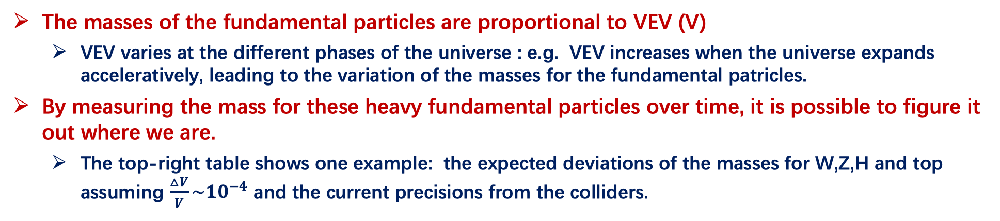 ➢ The masses of the fundamental particles are proportional to VEV (V)
➢ VEV varies at the different phases of the universe : e.g. VEV increases when the universe expands
acceleratively, leading to the variation of the masses for the fundamental patricles.
➢ By measuring the mass for these heavy fundamental particles over time, it is possible to figure it
out where we are.
➢ The top-right table shows one example: the expected deviations of the masses for W,Z,H and top
assuming △V/V ~10⁻⁴ and the current precisions from the colliders.